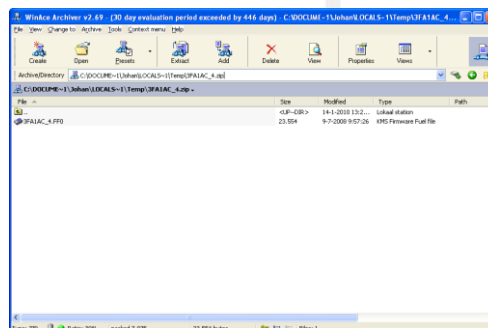 WinAce Archiver v2.69 - [30 day evaluation period exceeded by 446 days] - C:\DOCUME~1\Johan\LOCALS~1\Temp\3FA1AC_4...
File View Change to Archive Tools Context menu Help
Create Open Presets Extract Add Delete View Properties Views
Archive/Directory C:\DOCUME~1\Johan\LOCALS~1\Temp\3FA1AC_4.zip
C:\DOCUME~1\Johan\LOCALS~1\Temp\3FA1AC_4.zip
File Size Modified Type Path
.. <UP--DIR> 14-1-2010 13:2... Lokaal station
3FA1AC_4.FF0 23.554 9-7-2008 9:57:26 KMS Firmware Fuel file